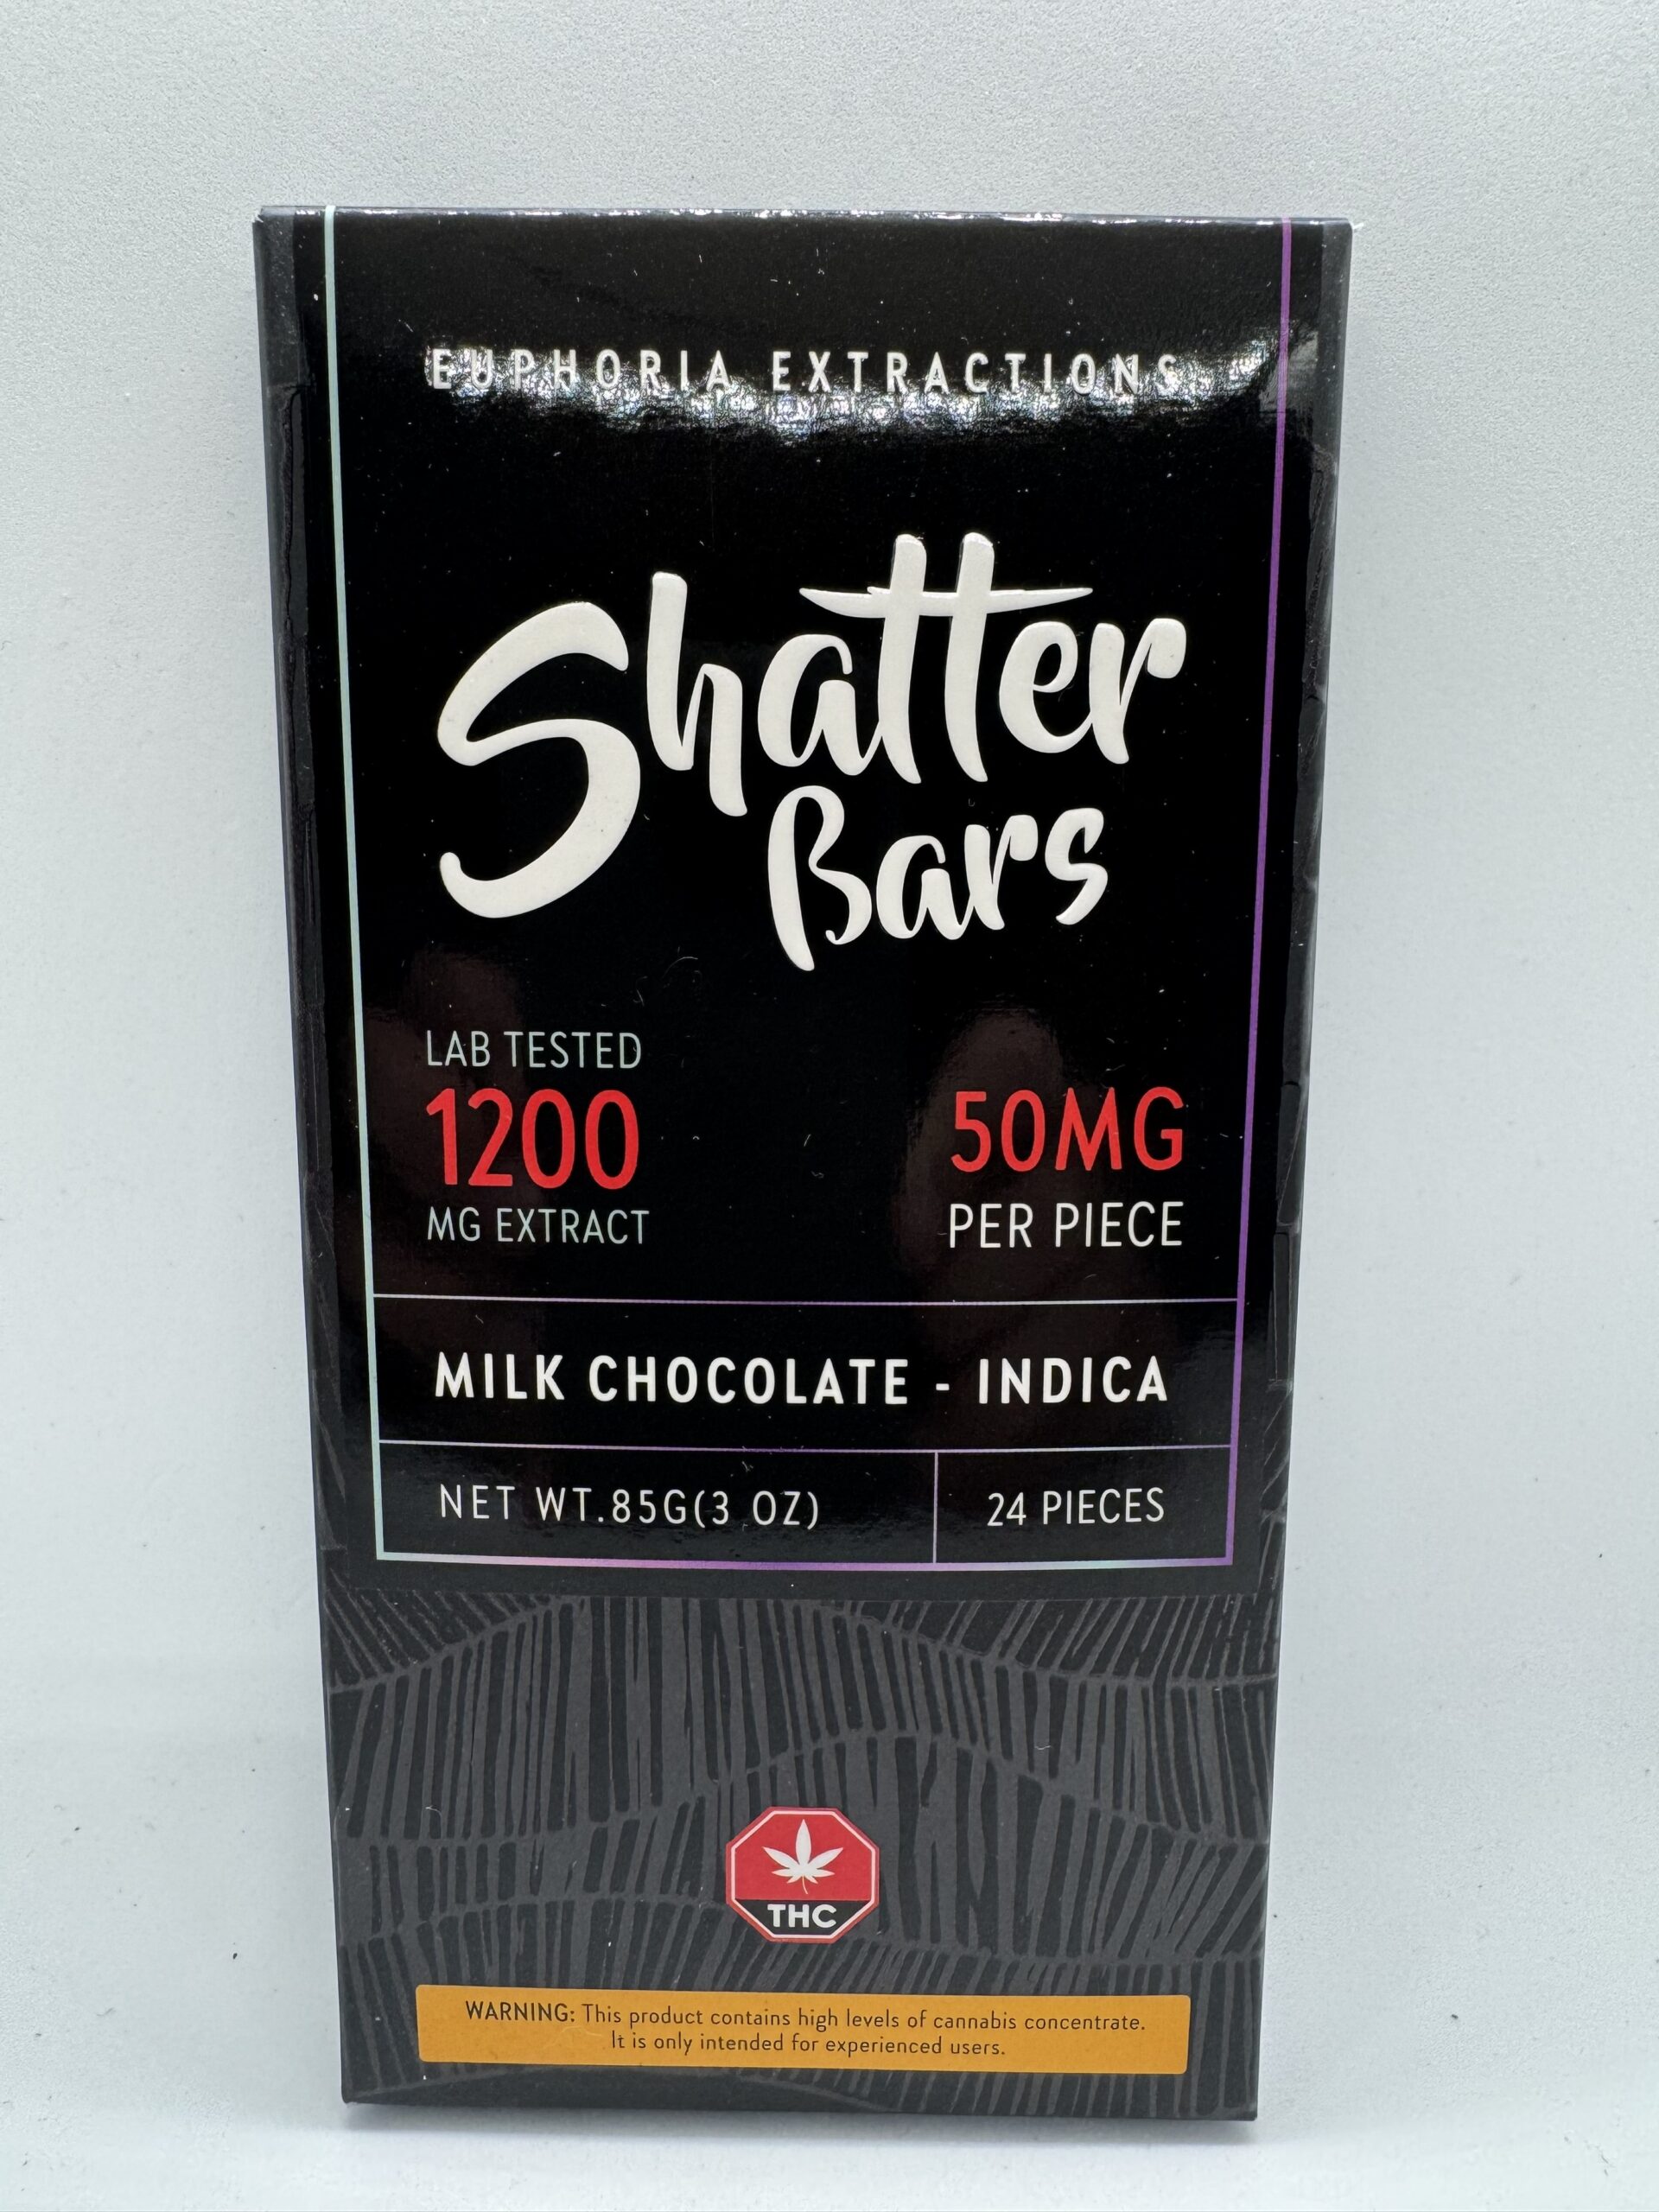 EUPHORIA EXTRACTIONS
Shatter
Bars
LAB TESTED
1200
MG EXTRACT
50MG
PER PIECE
MILK CHOCOLATE - INDICA
NET WT.85G(3 OZ)
24 PIECES
THC
WARNING: This product contains high levels of cannabis concentrate.
It is only intended for experienced users.